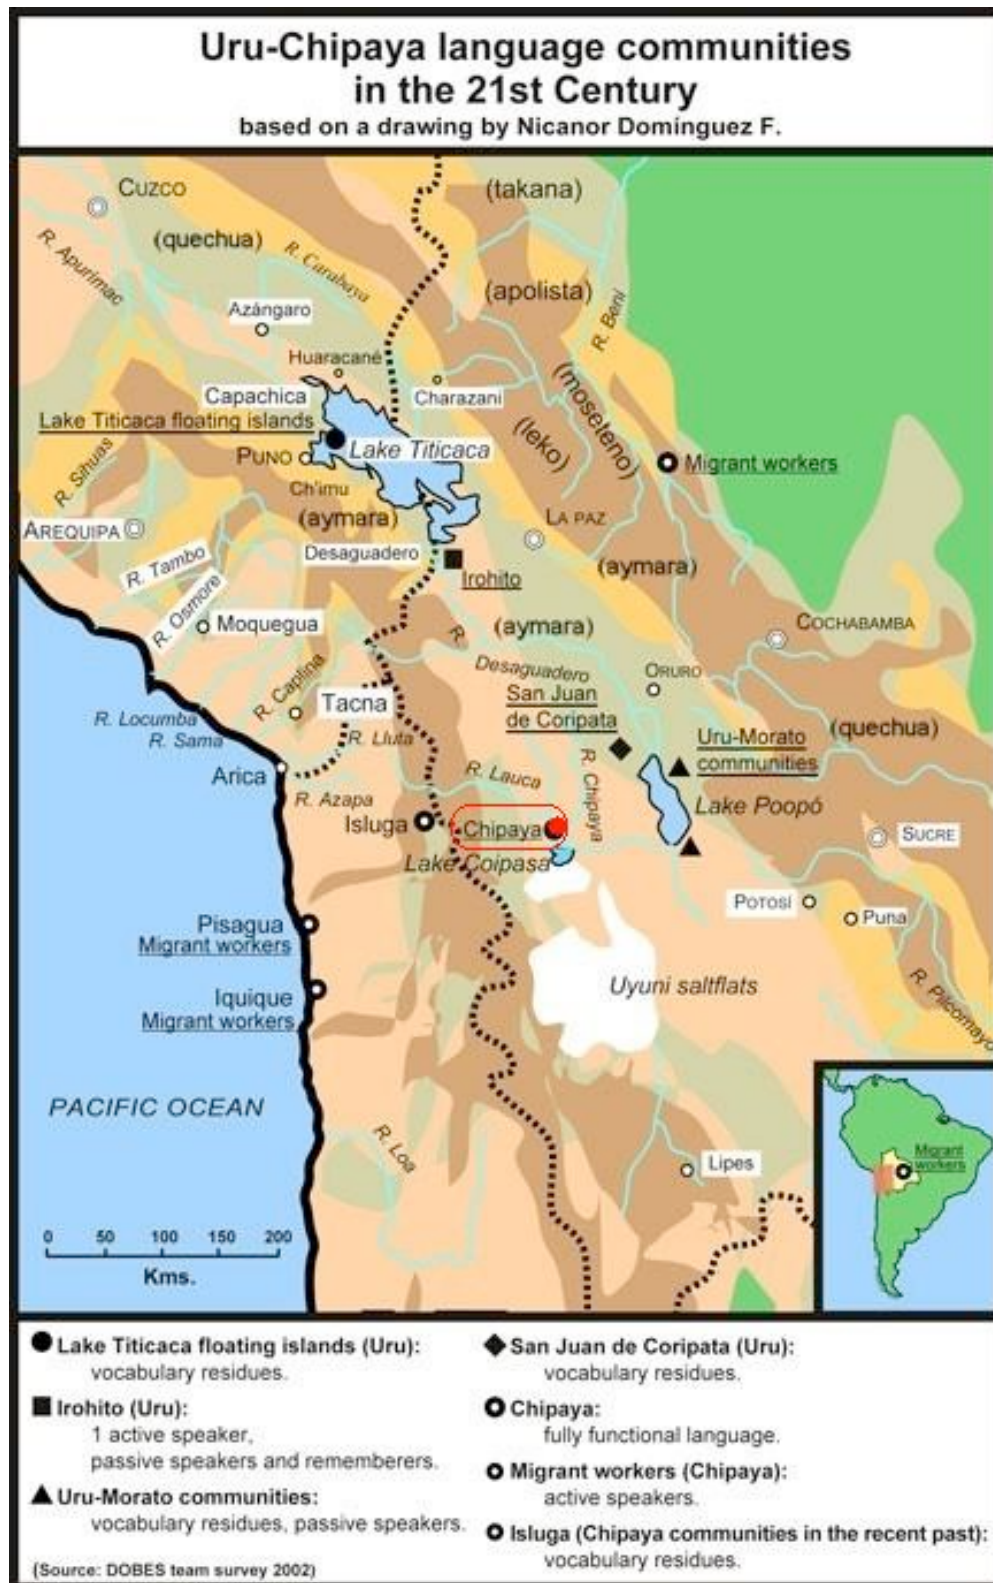 Uru-Chipaya language communities
in the 21st Century
based on a drawing by Nicanor Domínguez F.
CUZCO
(takana)
(quechua)
R. Apurimac
R. Carabaya
(apolista)
R. Beni
Azángaro
Huaracané
Capachica
Charazani
(moseteno)
Lake Titicaca floating islands
(leko)
Lake Titicaca
PUNO
Migrant workers
R. Sihuas
Ch'imu
(aymara)
LA PAZ
AREQUIPA
Desaguadero
R. Tambo
(aymara)
Irohito
R. Osmore
Moquegua
(aymara)
COCHABAMBA
R.
Desaguadero
R. Caplina
ORURO
San Juan
de Coripata
Tacna
(quechua)
R. Locumba
R. Sama
R. Lluta
Uru-Morato
communities
Arica
R. Lauca
R. Chipaya
R. Azapa
Lake Poopó
Isluga
Chipaya
SUCRE
Lake Coipasa
POTOSÍ
Puna
Pisagua
Migrant workers
Uyuni saltflats
Iquique
Migrant workers
R. Pilcomayo
PACIFIC OCEAN
R. Loa
Lipes
Migrant
workers
0 50 100 150 200
Kms.
Lake Titicaca floating islands (Uru):
vocabulary residues.
Irohito (Uru):
1 active speaker,
passive speakers and rememberers.
Uru-Morato communities:
vocabulary residues, passive speakers.
(Source: DOBES team survey 2002)
San Juan de Coripata (Uru):
vocabulary residues.
Chipaya:
fully functional language.
Migrant workers (Chipaya):
active speakers.
Isluga (Chipaya communities in the recent past):
vocabulary residues.